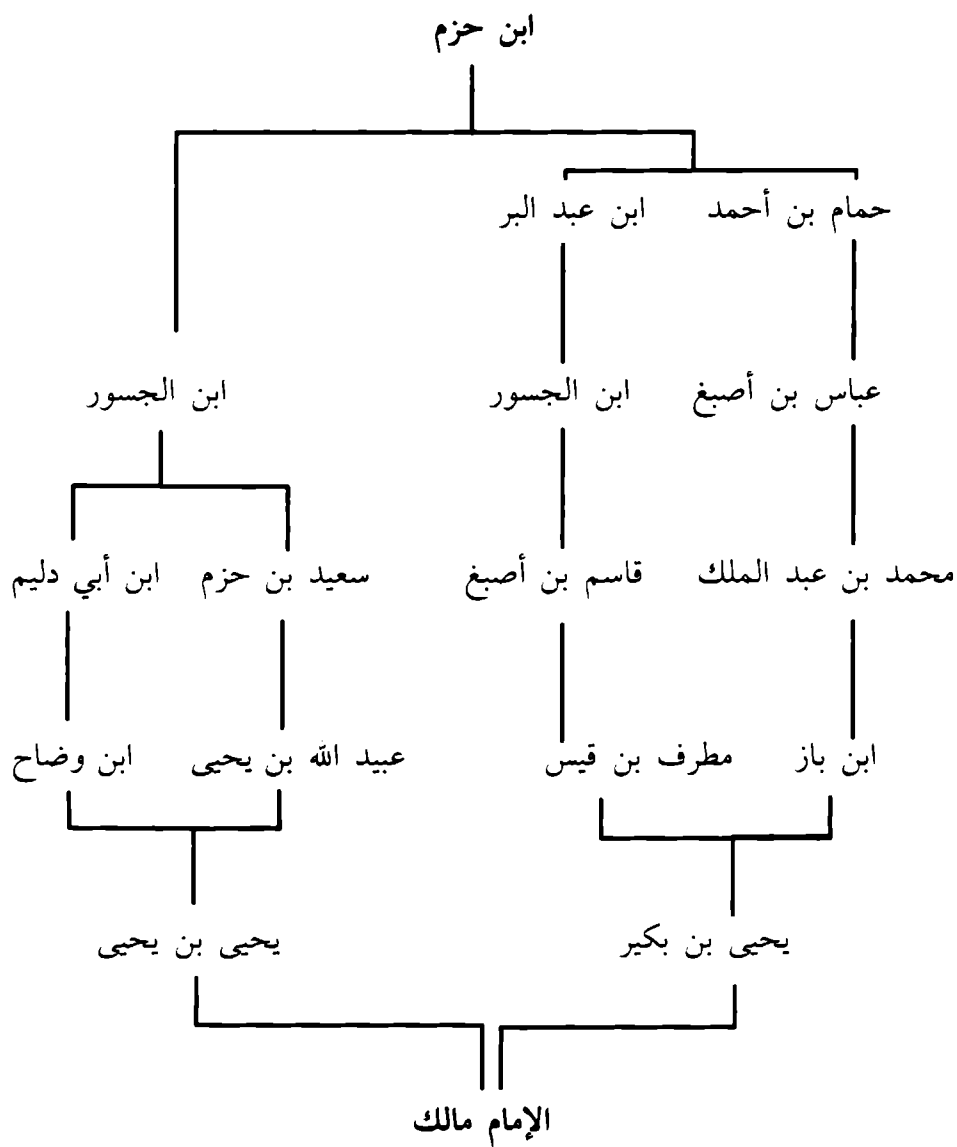 ابن حزم
حمام بن أحمد ابن عبد البر
عباس بن أصبغ ابن الجسور ابن الجسور
محمد بن عبد الملك قاسم بن أصبغ سعيد بن حزم ابن أبي دليم
ابن باز مطرف بن قيس عبيد الله بن يحيى ابن وضاح
يحيى بن بكير يحيى بن يحيى
الإمام مالك